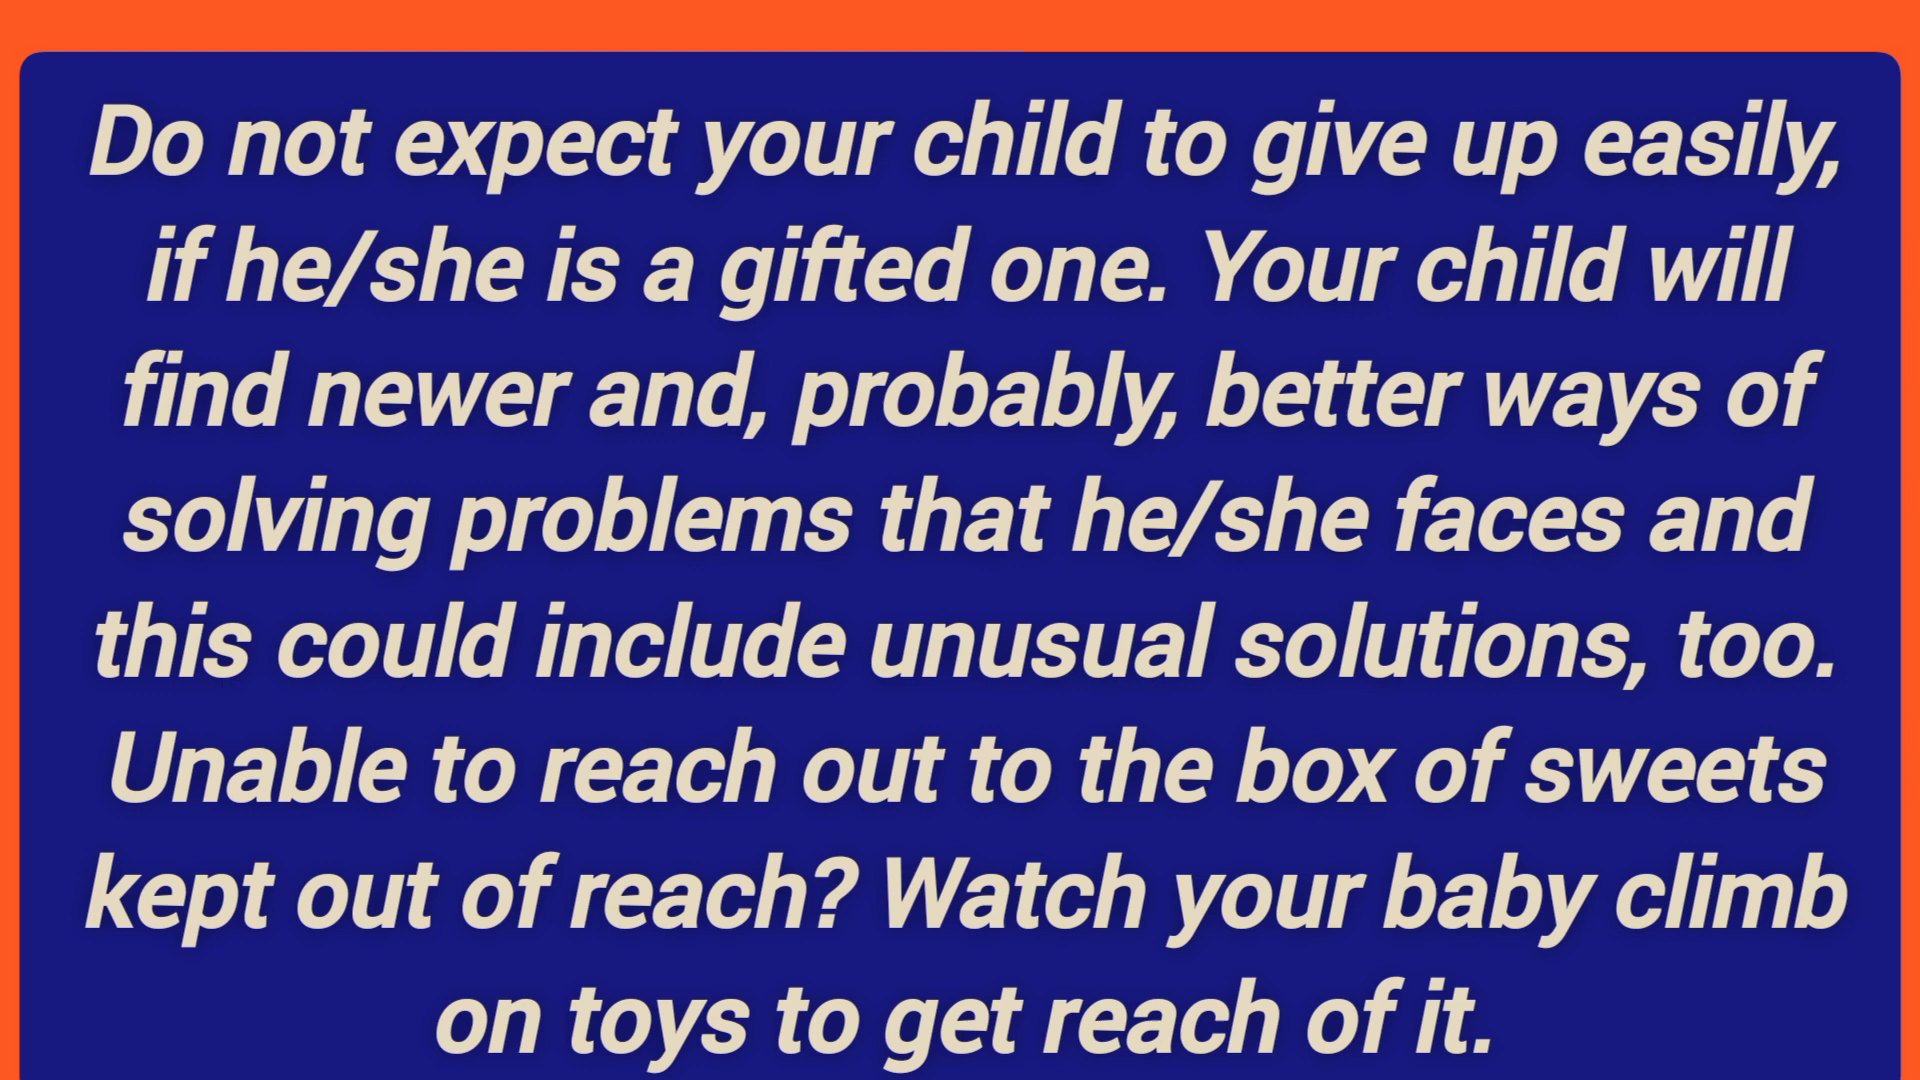 Do not expect your child to give up easily,
if he/she is a gifted one. Your child will
find newer and, probably, better ways of
solving problems that he/she faces and
this could include unusual solutions, too.
Unable to reach out to the box of sweets
kept out of reach? Watch your baby climb
on toys to get reach of it.